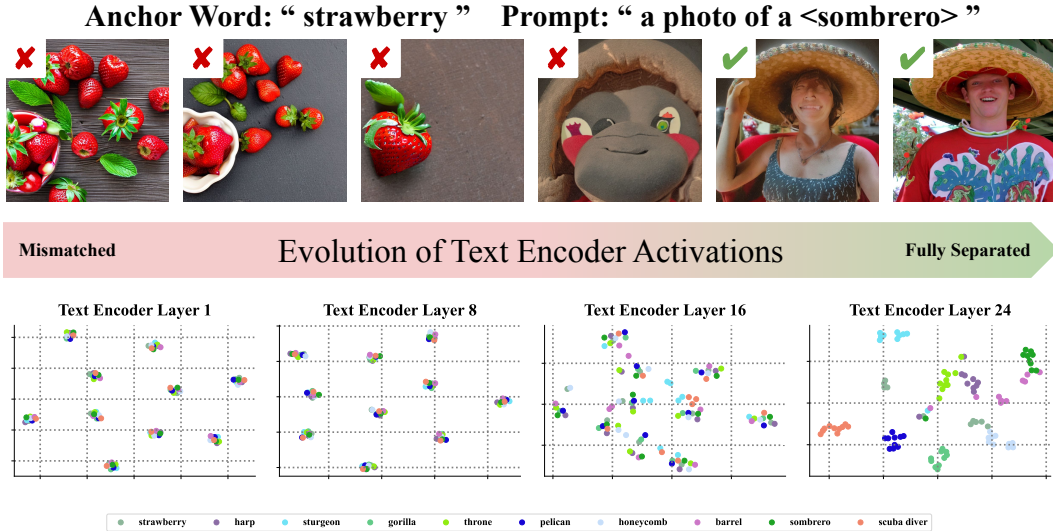 Anchor Word: “ strawberry ” Prompt: “ a photo of a <sombrero> ”
Mismatched Evolution of Text Encoder Activations Fully Separated
Text Encoder Layer 1 Text Encoder Layer 8 Text Encoder Layer 16 Text Encoder Layer 24
strawberry harp sturgeon gorilla throne pelican honeycomb barrel sombrero scuba diver